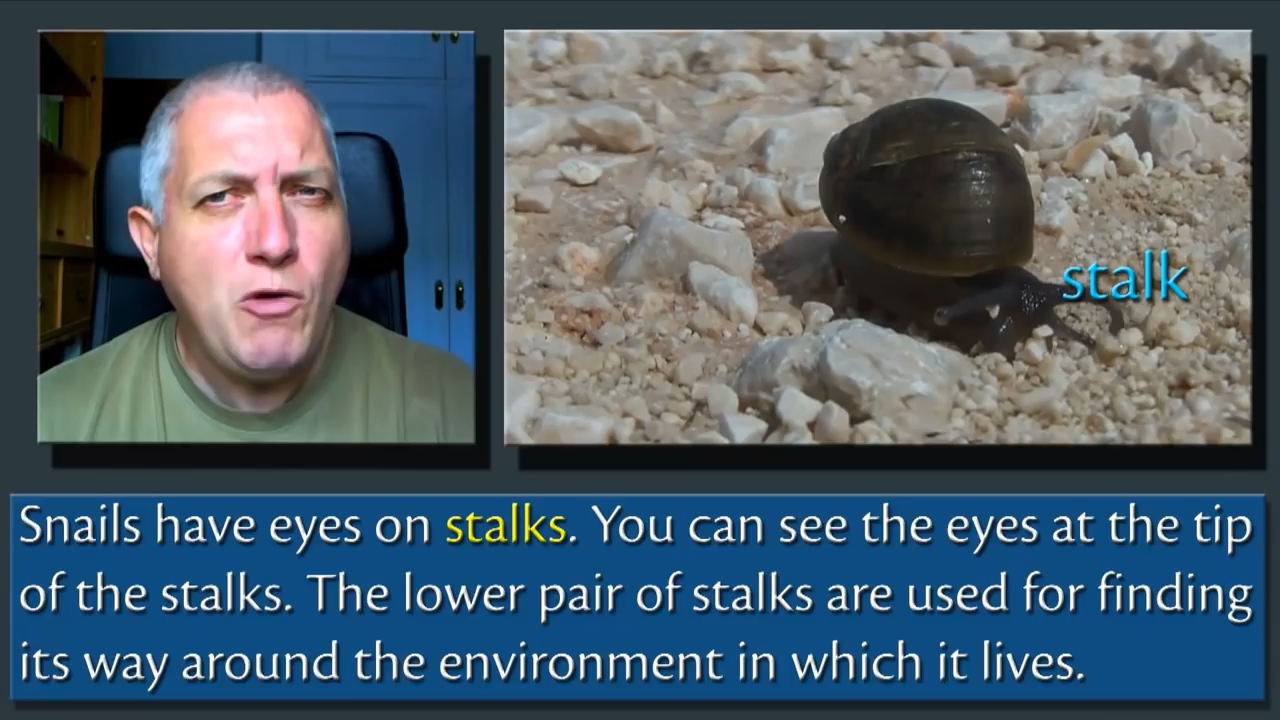 stalk
Snails have eyes on stalks. You can see the eyes at the tip
of the stalks. The lower pair of stalks are used for finding
its way around the environment in which it lives.